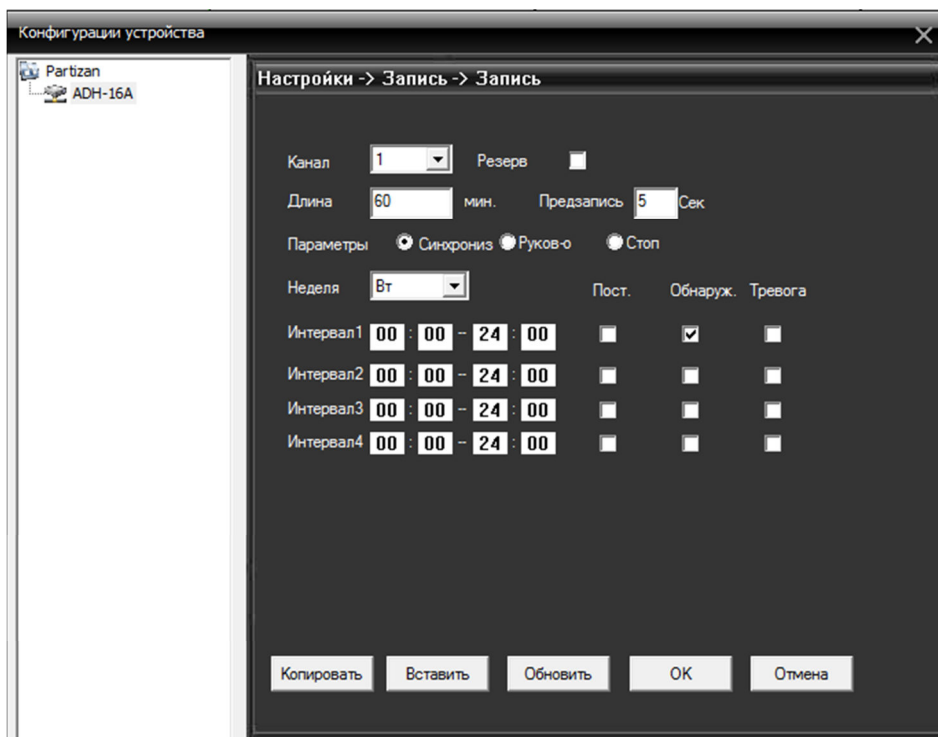 Конфигурации устройства
Partizan
ADH-16A
Настройки -> Запись -> Запись
Канал 1 Резерв
Длина 60 мин. Предзапись 5 Сек
Параметры Синхрониз Руков-о Стоп
Неделя Вт Пост. Обнаруж. Тревога
Интервал1 00 : 00 - 24 : 00
Интервал2 00 : 00 - 24 : 00
Интервал3 00 : 00 - 24 : 00
Интервал4 00 : 00 - 24 : 00
Копировать Вставить Обновить OK Отмена